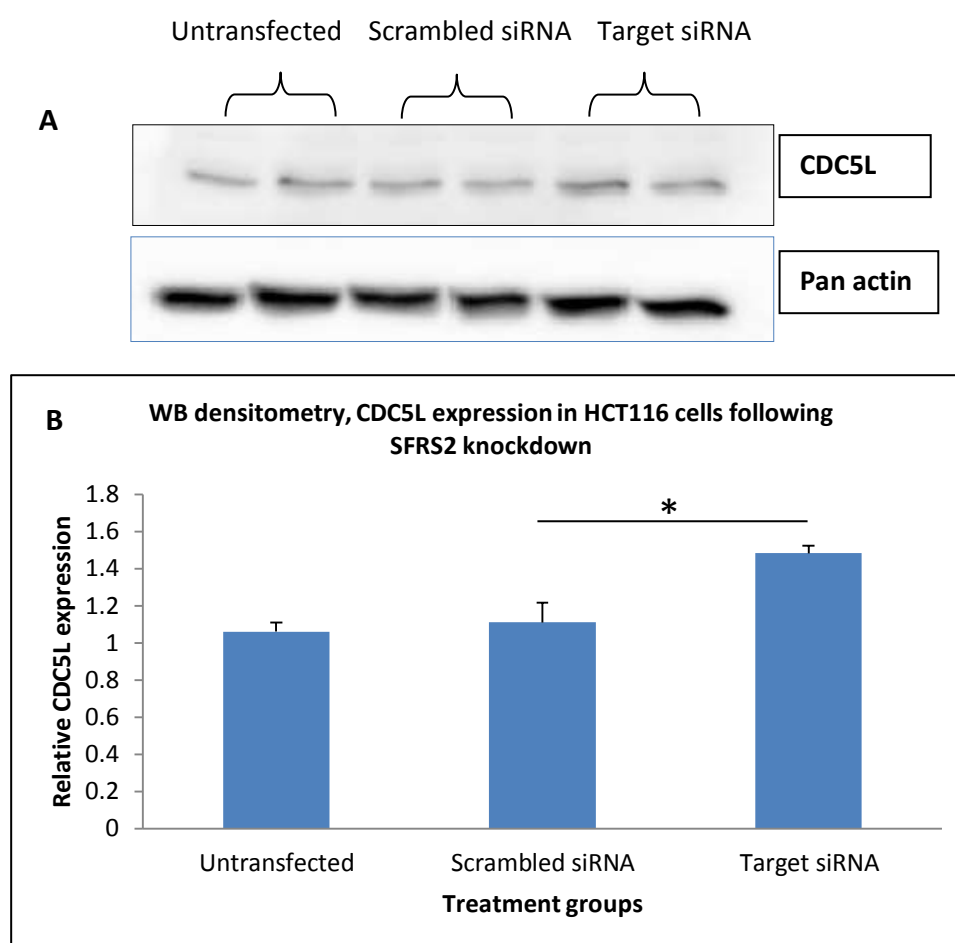 Untransfected Scrambled siRNA Target siRNA
A
CDC5L
Pan actin
B
WB densitometry, CDC5L expression in HCT116 cells following
SFRS2 knockdown
Relative CDC5L expression
1.8
1.6
1.4
1.2
1
0.8
0.6
0.4
0.2
0
*
Untransfected Scrambled siRNA Target siRNA
Treatment groups